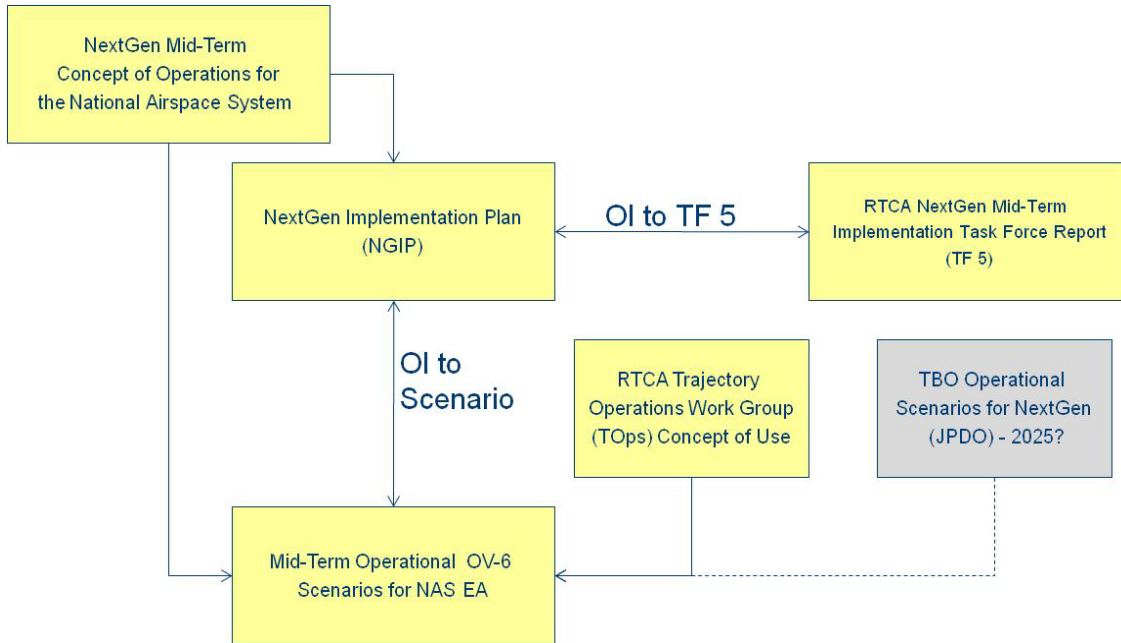 NextGen Mid-Term
Concept of Operations for
the National Airspace System
NextGen Implementation Plan
(NGIP)
OI to TF 5
RTCA NextGen Mid-Term
Implementation Task Force Report
(TF 5)
OI to
Scenario
RTCA Trajectory
Operations Work Group
(TOps) Concept of Use
TBO Operational
Scenarios for NextGen
(JPDO) - 2025?
Mid-Term Operational OV-6
Scenarios for NAS EA